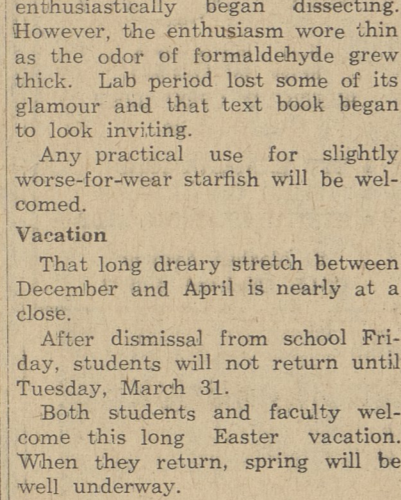 enthusiastically began dissecting.
However, the enthusiasm wore thin
as the odor of formaldehyde grew
thick. Lab period lost some of its
glamour and that text book began
to look inviting.
Any practical use for slightly
worse-for-wear starfish will be wel-
comed.
Vacation
That long dreary stretch between
December and April is nearly at a
close.
After dismissal from school Fri-
day, students will not return until
Tuesday, March 31.
Both students and faculty wel-
come this long Easter vacation.
When they return, spring will be
well underway.